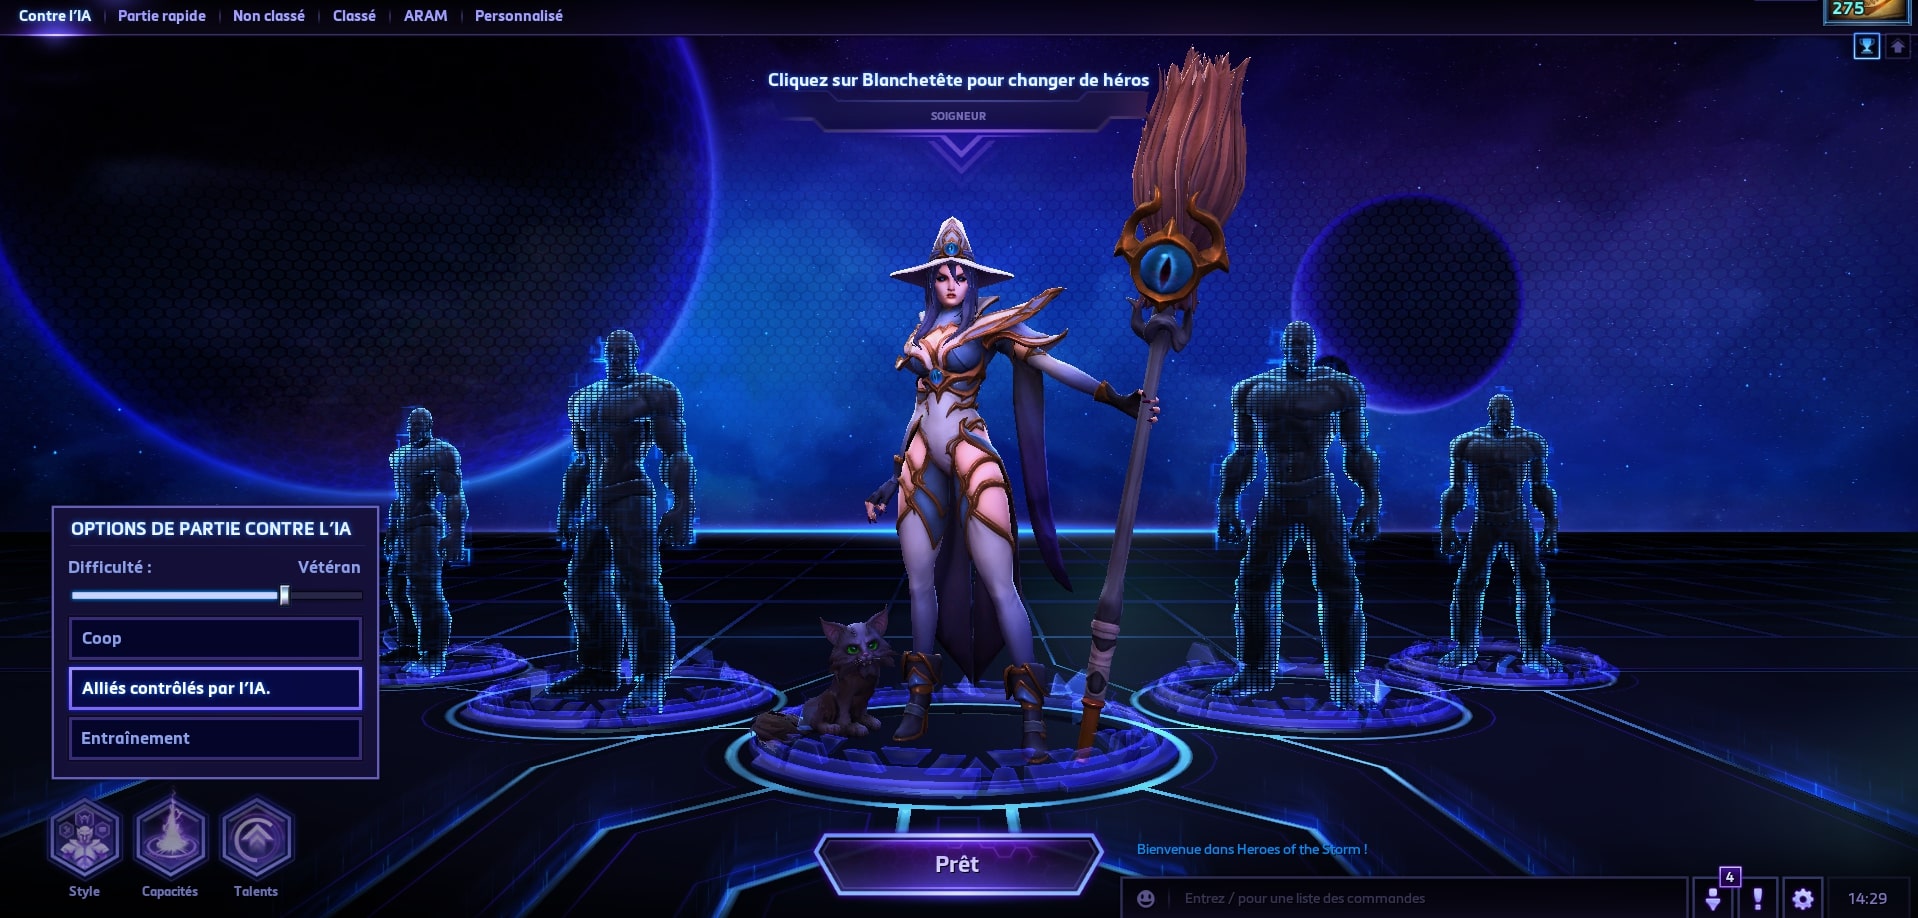 Contre l'IA
Partie rapide
Non classé
Classé
ARAM
Personnalisé
275
Cliquez sur Blanchetête pour changer de héros
SOIGNEUR
OPTIONS DE PARTIE CONTRE L'IA
Difficulté : Vétéran
Coop
Alliés contrôlés par l'IA.
Entraînement
Style
Capacités
Talents
Prêt
Bienvenue dans Heroes of the Storm !
Entrez / pour une liste des commandes
4
14:29